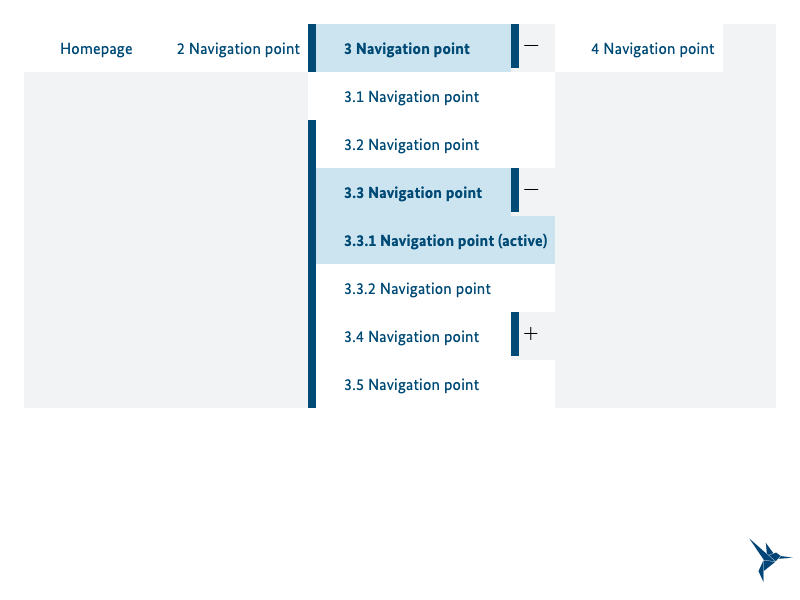 Homepage
2 Navigation point
3 Navigation point —
4 Navigation point
3.1 Navigation point
3.2 Navigation point
3.3 Navigation point —
3.3.1 Navigation point (active)
3.3.2 Navigation point
3.4 Navigation point +
3.5 Navigation point